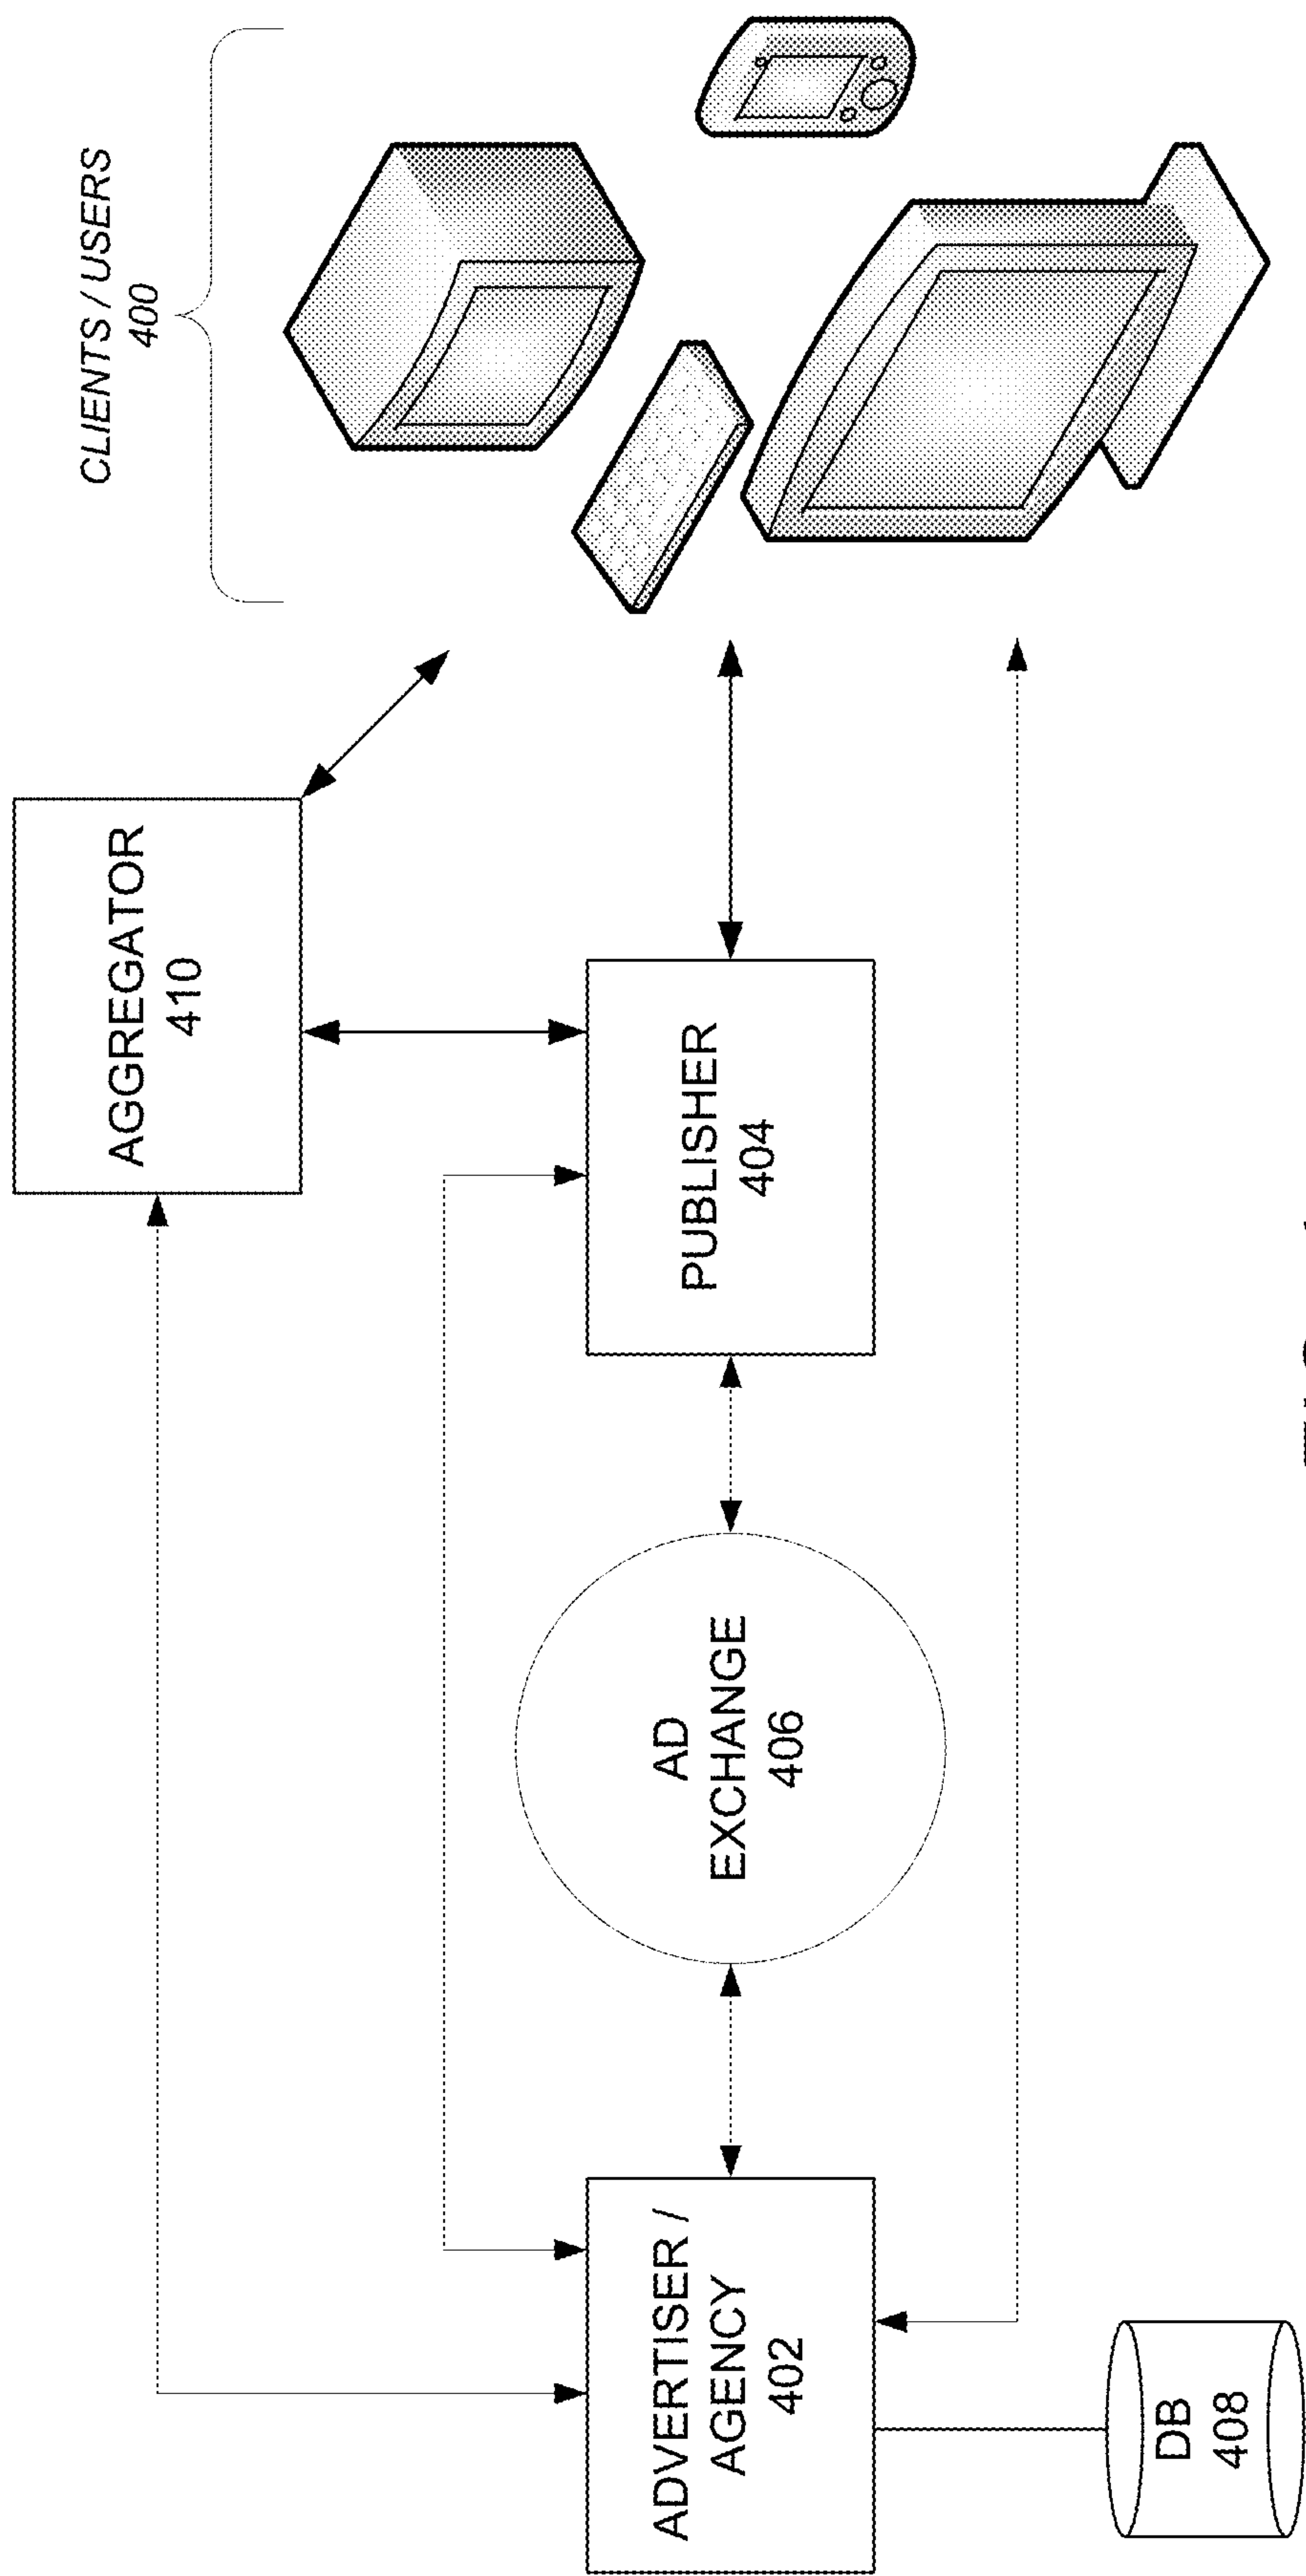 CLIENTS / USERS
400
AGGREGATOR
410
PUBLISHER
404
AD
EXCHANGE
406
ADVERTISER /
AGENCY
402
DB
408